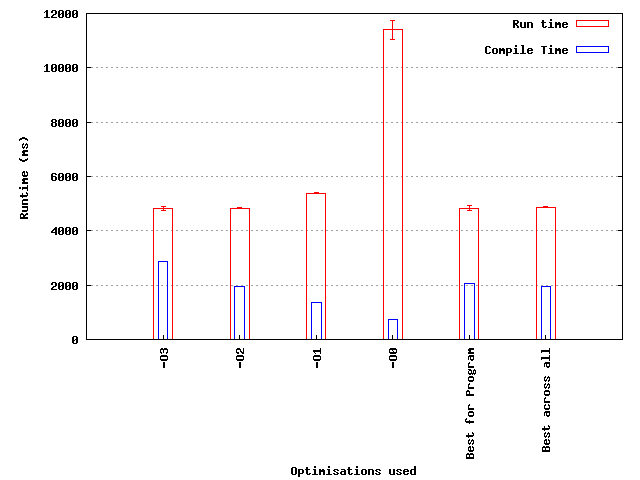 12000
10000
8000
6000
4000
2000
0
Runtime (ms)
Run time
Compile Time
-O3
-O2
-O1
-O0
Best for Program
Best across all
Optimisations used